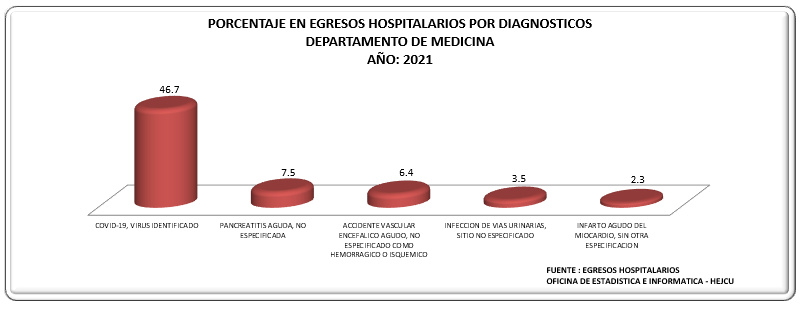 PORCENTAJE EN EGRESOS HOSPITALARIOS POR DIAGNOSTICOS
DEPARTAMENTO DE MEDICINA
AÑO: 2021
46.7
7.5
6.4
3.5
2.3
COVID-19, VIRUS IDENTIFICADO
PANCREATITIS AGUDA, NO
ESPECIFICADA
ACCIDENTE VASCULAR
ENCEFALICO AGUDO, NO
ESPECIFICADO COMO
HEMORRAGICO O ISQUEMICO
INFECCION DE VIAS URINARIAS,
SITIO NO ESPECIFICADO
INFARTO AGUDO DEL
MIOCARDIO, SIN OTRA
ESPECIFICACION
FUENTE : EGRESOS HOSPITALARIOS
OFICINA DE ESTADISTICA E INFORMATICA - HEJCU